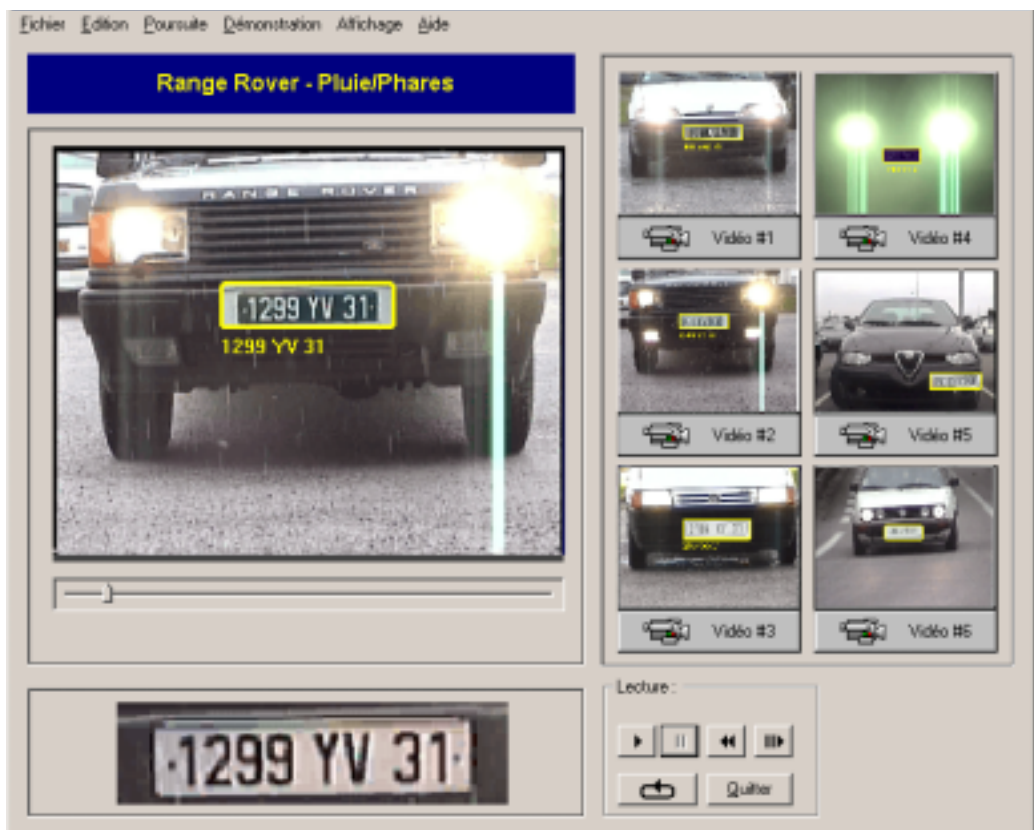 Fichier Edition Poursuite Démonstration Affichage Aide
Range Rover - Pluie/Phares
RANGE ROVER
·1299 YV 31·
1299 YV 31
Vidéo #1
Vidéo #4
Vidéo #2
Vidéo #5
Vidéo #3
Vidéo #6
Lecture :
Quitter
·1299 YV 31·